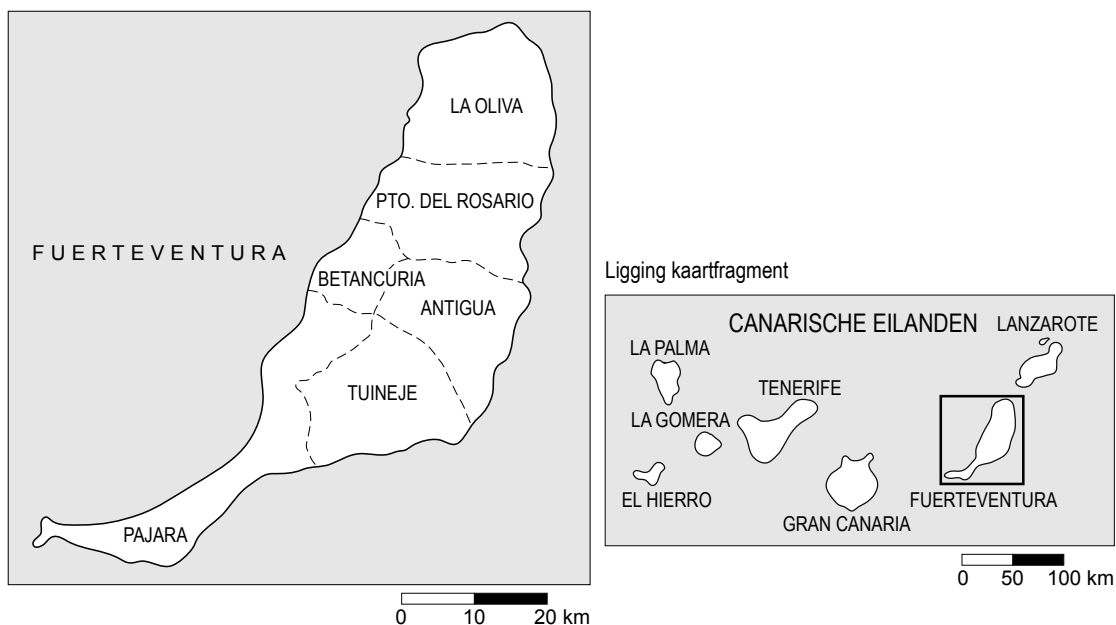 LA OLIVA
PTO. DEL ROSARIO
FUERTEVENTURA
BETANCURIA
ANTIGUA
TUINEJE
PAJARA
0 10 20 km
Ligging kaartfragment
CANARISCHE EILANDEN
LANZAROTE
LA PALMA
TENERIFE
LA GOMERA
EL HIERRO
FUERTEVENTURA
GRAN CANARIA
0 50 100 km